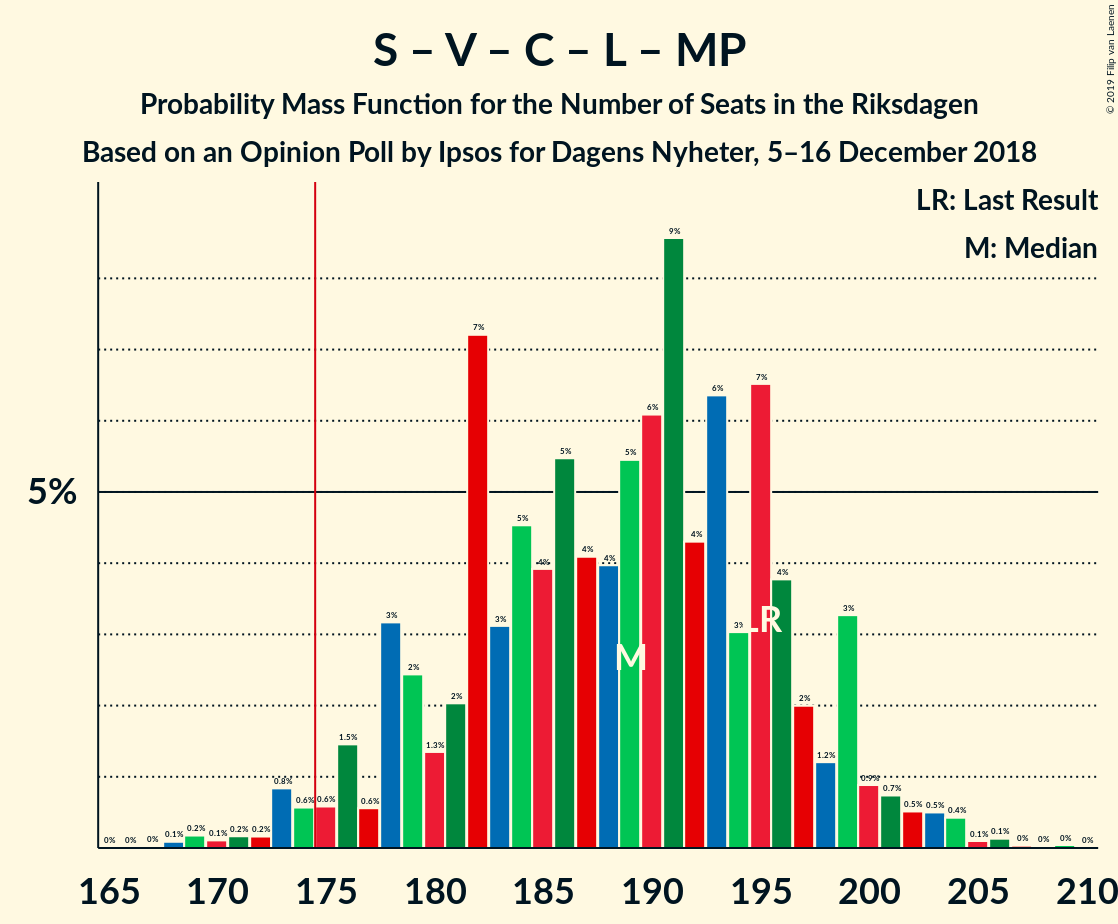 © 2019 Filip van Laenen
S – V – C – L – MP
Probability Mass Function for the Number of Seats in the Riksdagen
Based on an Opinion Poll by Ipsos for Dagens Nyheter, 5–16 December 2018
LR: Last Result
M: Median
5%
0% 0% 0% 0.1% 0.2% 0.1% 0.2% 0.2% 0.8% 0.6% 0.6% 1.5% 0.6% 3% 2% 1.3% 2% 7% 3% 5% 4% 5% 4% 4% 5% 6% 9% 4% 6% 3% 7% 4% 2% 1.2% 3% 0.9% 0.7% 0.5% 0.5% 0.4% 0.1% 0.1% 0% 0% 0% 0%
LR
M
165 170 175 180 185 190 195 200 205 210